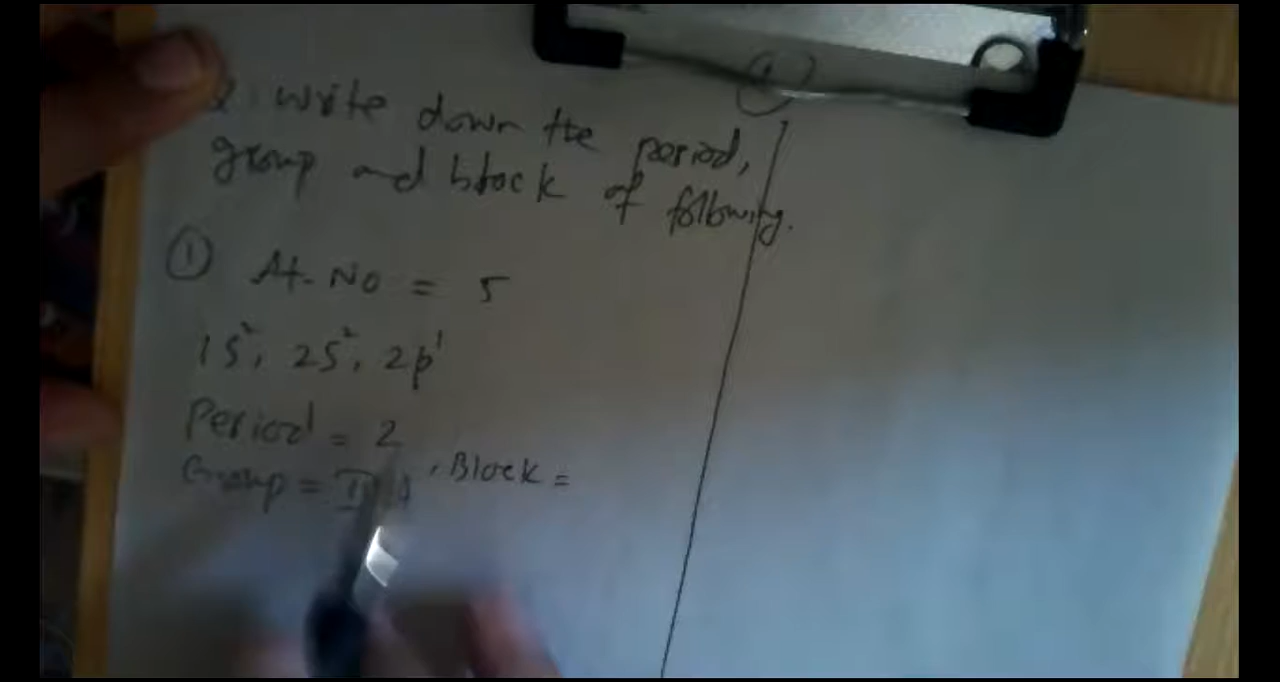 write down the period,
group and block of following.
① At. No = 5
1s², 2s², 2p¹
Period = 2
Group = , Block =